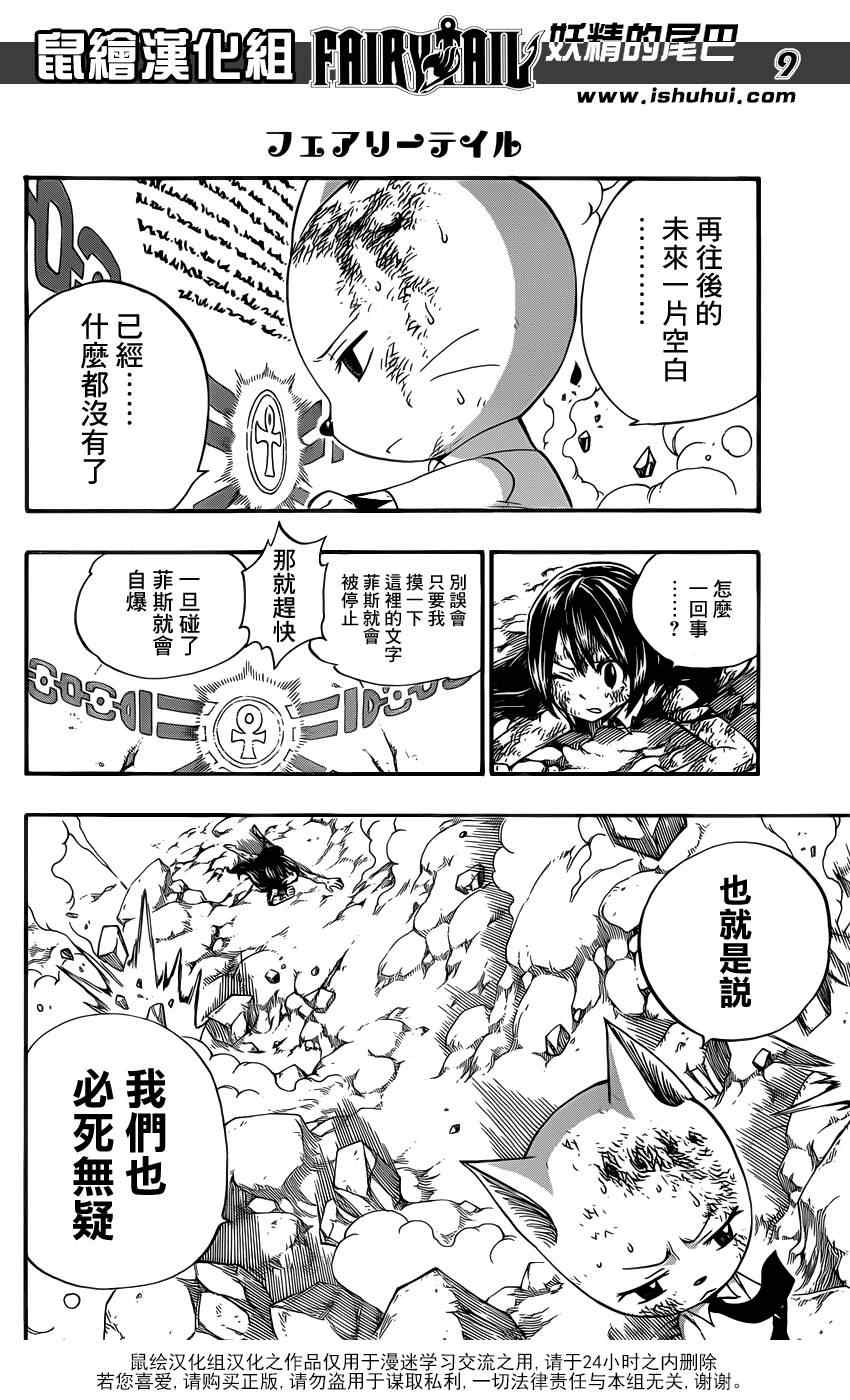 鼠繪漢化組
FAIRY TAIL
妖精的尾巴
9
www.ishuhui.com
フェアリーテイル
再往後的
未來一片空白
…………
已經……
什麼都沒有了
怎麼
一回事
……?
別誤會
只要我
摸一下
這裡的文字
菲斯就會
被停止
那就趕快
一旦碰了
菲斯就會
自爆
也就是說
我們也
必死無疑
鼠绘汉化组汉化之作品仅用于漫迷学习交流之用, 请于24小时之内删除
若您喜爱, 请购买正版, 请勿盗用于谋取私利, 一切法律责任与本组无关, 谢谢.